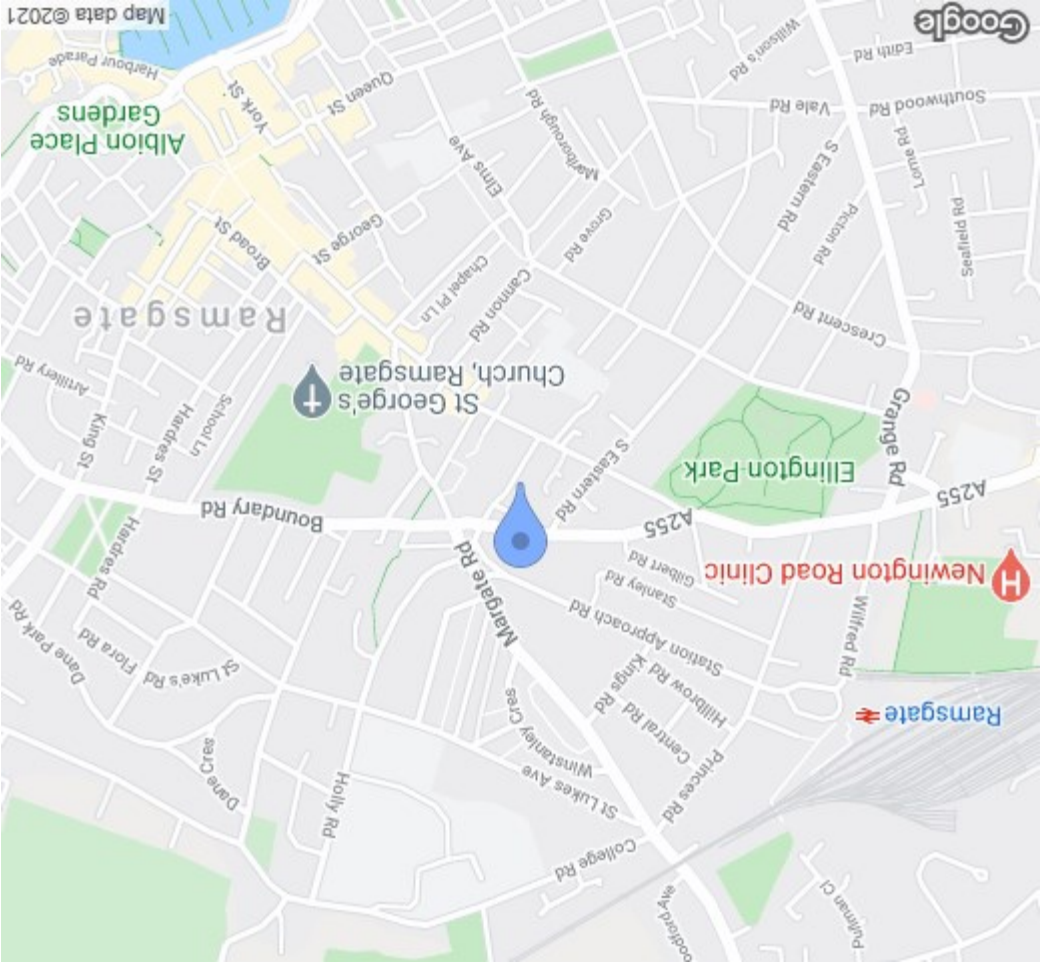 Pullman Cl
oodford Ave
College Rd
Holly Rd
St Lukes Ave
Princes Rd
Winstanley Cres
Dane Cres
Central Rd
Ramsgate
Hillbrow Rd
Kings Rd
St Luke's Rd
Flora Rd
Dane Park Rd
Station Approach Rd
Wilfred Rd
Margate Rd
Stanley Rd
Gilbert Rd
Newington Road Clinic
H
Hardres Rd
A255
A255
Boundary Rd
S Eastern Rd
Ellington Park
Grange Rd
King St
Hardres St
School Ln
St George's
Church, Ramsgate
Artillery Rd
Crescent Rd
Ramsgate
Cannon Rd
Chapel Pl Ln
Seafield Rd
Picton Rd
Grove Rd
George St
Broad St
S Eastern Rd
Lorne Rd
Marlborough Rd
Elms Ave
Albion Place
Gardens
Southwood Rd
Vale Rd
York St
Queen St
Edith Rd
Willson's Rd
Harbour Parade
Google
Map data ©2021